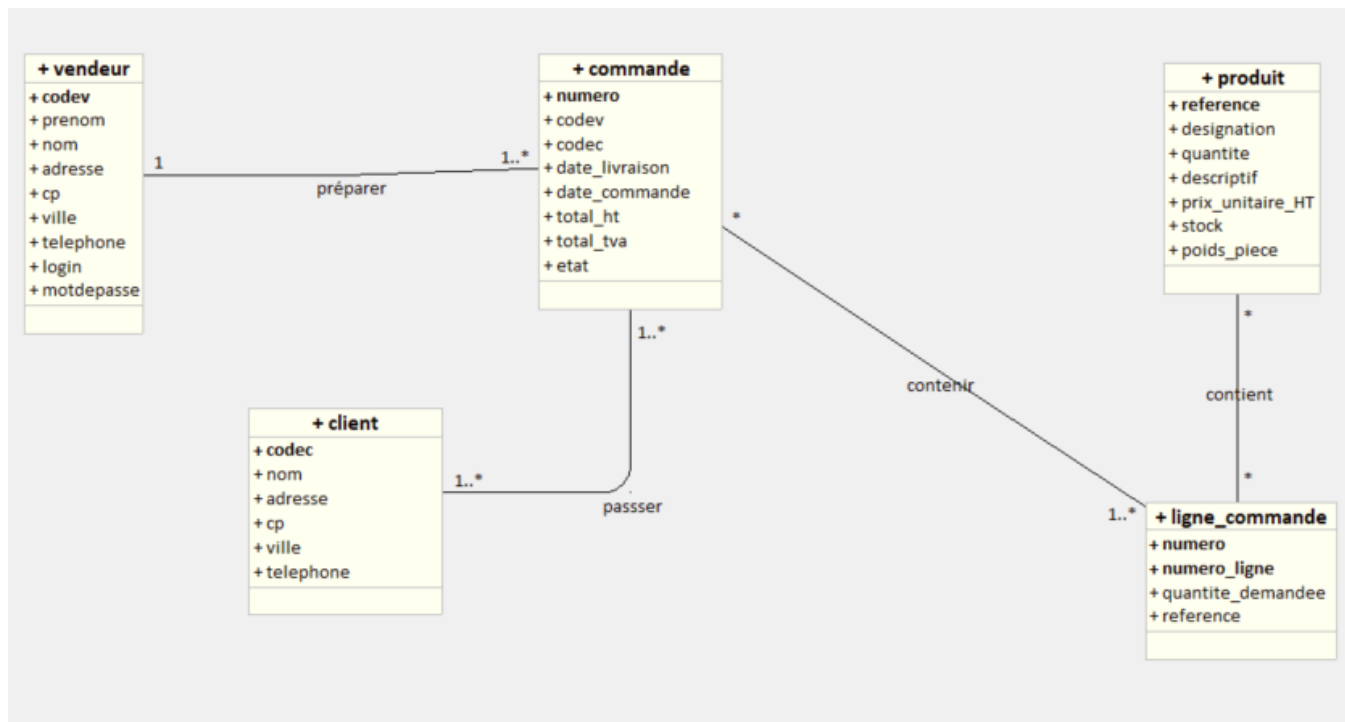 + vendeur
+ codev
+ prenom
+ nom
+ adresse
+ cp
+ ville
+ telephone
+ login
+ motdepasse
1
1..*
préparer
+ commande
+ numero
+ codev
+ codec
+ date_livraison
+ date_commande
+ total_ht
+ total_tva
+ etat
*
1..*
+ produit
+ reference
+ designation
+ quantite
+ descriptif
+ prix_unitaire_HT
+ stock
+ poids_piece
*
contenir
contient
+ client
+ codec
+ nom
+ adresse
+ cp
+ ville
+ telephone
1..*
passser
*
1..*
+ ligne_commande
+ numero
+ numero_ligne
+ quantite_demandee
+ reference